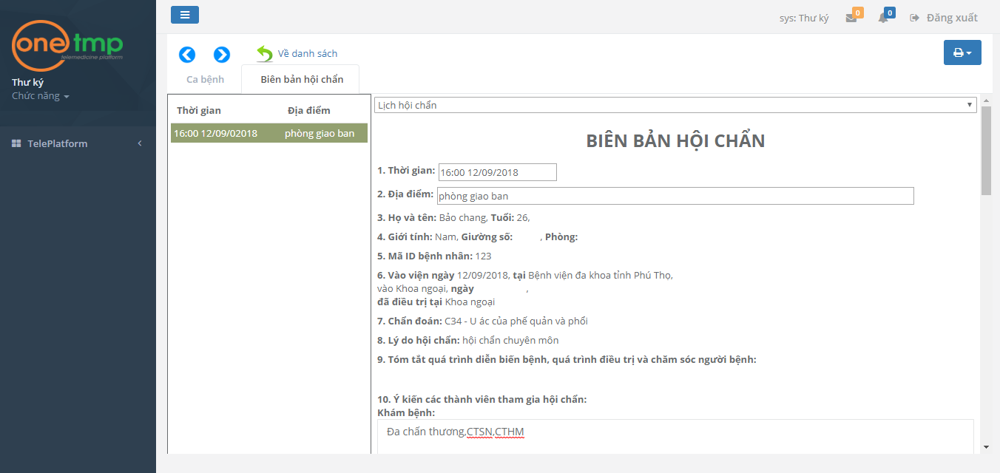 onetmp
telemedicine platform
Thư ký
Chức năng
TelePlatform
sys: Thư ký
0
0
Đăng xuất
Về danh sách
Ca bệnh
Biên bản hội chẩn
Thời gian Địa điểm
16:00 12/09/02018 phòng giao ban
Lịch hội chẩn
BIÊN BẢN HỘI CHẨN
1. Thời gian: 16:00 12/09/2018
2. Địa điểm: phòng giao ban
3. Họ và tên: Bảo chang, Tuổi: 26,
4. Giới tính: Nam, Giường số: , Phòng:
5. Mã ID bệnh nhân: 123
6. Vào viện ngày 12/09/2018, tại Bệnh viện đa khoa tỉnh Phú Thọ,
vào Khoa ngoại, ngày ,
đã điều trị tại Khoa ngoại
7. Chẩn đoán: C34 - U ác của phế quản và phổi
8. Lý do hội chẩn: hội chẩn chuyên môn
9. Tóm tắt quá trình diễn biến bệnh, quá trình điều trị và chăm sóc người bệnh:
10. Ý kiến các thành viên tham gia hội chẩn:
Khám bệnh:
Đa chấn thương,CTSN,CTHM